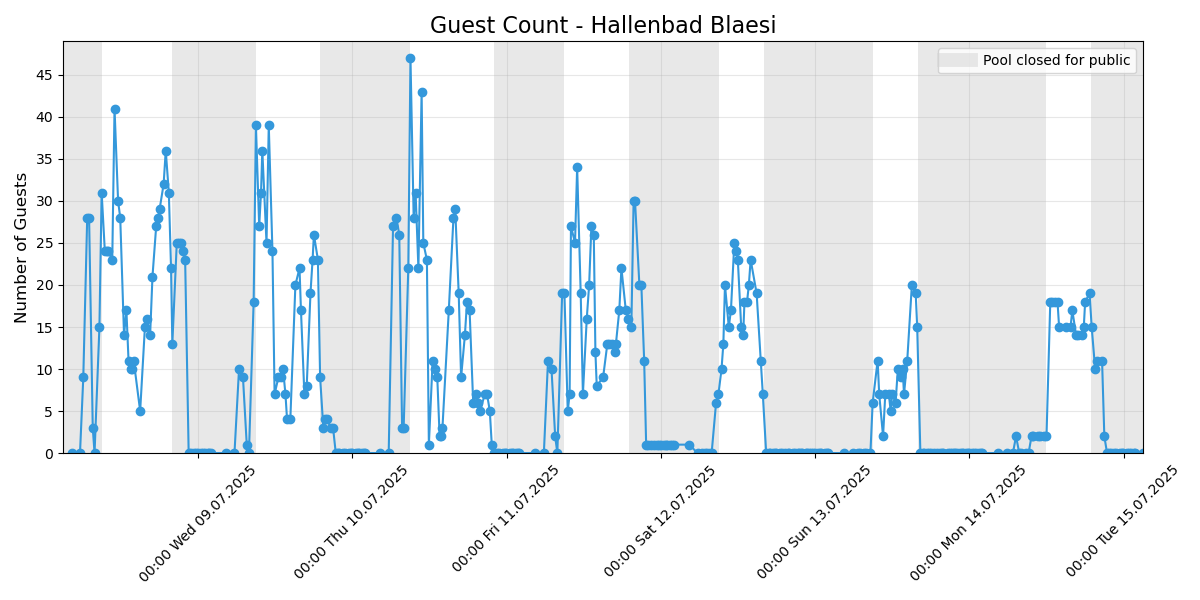 Guest Count - Hallenbad Blaesi
Pool closed for public
Number of Guests
45
40
35
30
25
20
15
10
5
0
00:00 Wed 09.07.2025
00:00 Thu 10.07.2025
00:00 Fri 11.07.2025
00:00 Sat 12.07.2025
00:00 Sun 13.07.2025
00:00 Mon 14.07.2025
00:00 Tue 15.07.2025